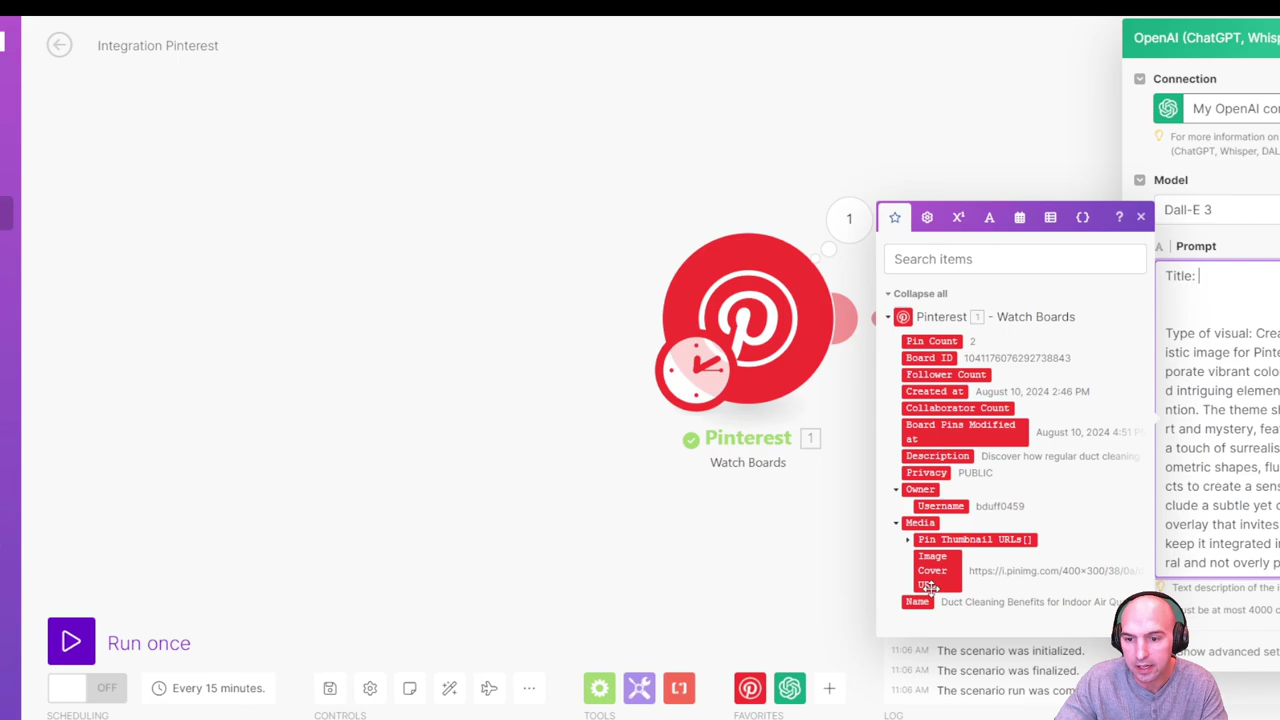 Integration Pinterest
OpenAI (ChatGPT, Whisp
Connection
My OpenAI con
For more information on
(ChatGPT, Whisper, DAL
Model
Dall-E 3
A Prompt
Title:
1
Search items
Collapse all
Pinterest 1 - Watch Boards
Pin Count 2
Board ID 1041176076292738843
Follower Count
Created at August 10, 2024 2:46 PM
Collaborator Count
Board Pins Modified
at August 10, 2024 4:51 P
Description Discover how regular duct cleaning
Privacy PUBLIC
Owner
Username bduff0459
Media
Pin Thumbnail URLs[]
Image
Cover
https://i.pinimg.com/400x300/38/0a/
Name Duct Cleaning Benefits for Indoor Air Qu
Type of visual: Crea
istic image for Pinte
porate vibrant color
d intriguing elemen
ntion. The theme sh
rt and mystery, feat
a touch of surrealis
ometric shapes, flu
cts to create a sens
clude a subtle yet c
overlay that invites
keep it integrated in
ral and not overly p
Text description of the i
ust be at most 4000 c
Show advanced set
Pinterest 1
Watch Boards
Run once
OFF
Every 15 minutes.
SCHEDULING
CONTROLS
TOOLS
FAVORITES
LOG
11:06 AM The scenario was initialized.
11:06 AM The scenario was finalized.
11:06 AM The scenario run was com